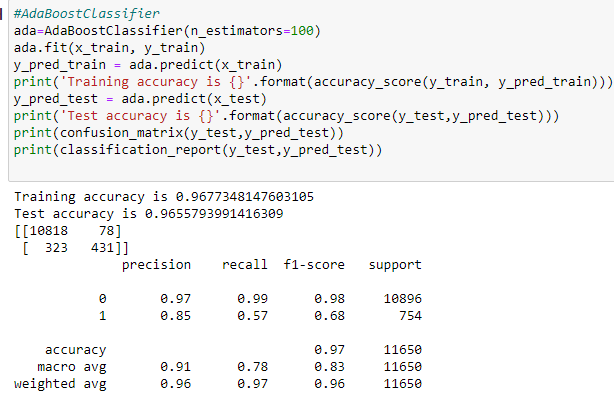 #AdaBoostClassifier
ada=AdaBoostClassifier(n_estimators=100)
ada.fit(x_train, y_train)
y_pred_train = ada.predict(x_train)
print('Training accuracy is {}'.format(accuracy_score(y_train, y_pred_train)))
y_pred_test = ada.predict(x_test)
print('Test accuracy is {}'.format(accuracy_score(y_test,y_pred_test)))
print(confusion_matrix(y_test,y_pred_test))
print(classification_report(y_test,y_pred_test))
Training accuracy is 0.9677348147603105
Test accuracy is 0.9655793991416309
[[10818    78]
 [  323   431]]
              precision    recall  f1-score   support
           0       0.97      0.99      0.98     10896
           1       0.85      0.57      0.68       754
    accuracy                           0.97     11650
   macro avg       0.91      0.78      0.83     11650
weighted avg       0.96      0.97      0.96     11650